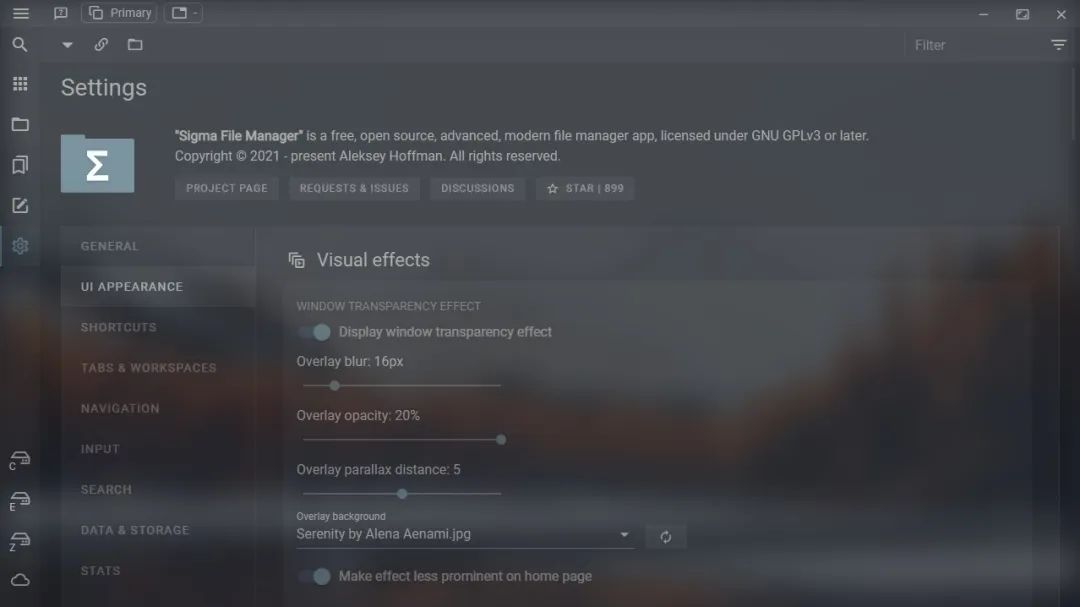 Primary
-
Filter
Settings
Σ
"Sigma File Manager" is a free, open source, advanced, modern file manager app, licensed under GNU GPLv3 or later.
Copyright © 2021 - present Aleksey Hoffman. All rights reserved.
PROJECT PAGE
REQUESTS & ISSUES
DISCUSSIONS
STAR | 899
GENERAL
UI APPEARANCE
SHORTCUTS
TABS & WORKSPACES
NAVIGATION
INPUT
SEARCH
DATA & STORAGE
STATS
Visual effects
WINDOW TRANSPARENCY EFFECT
Display window transparency effect
Overlay blur: 16px
Overlay opacity: 20%
Overlay parallax distance: 5
Overlay background
Serenity by Alena Aenami.jpg
Make effect less prominent on home page
C
E
Z